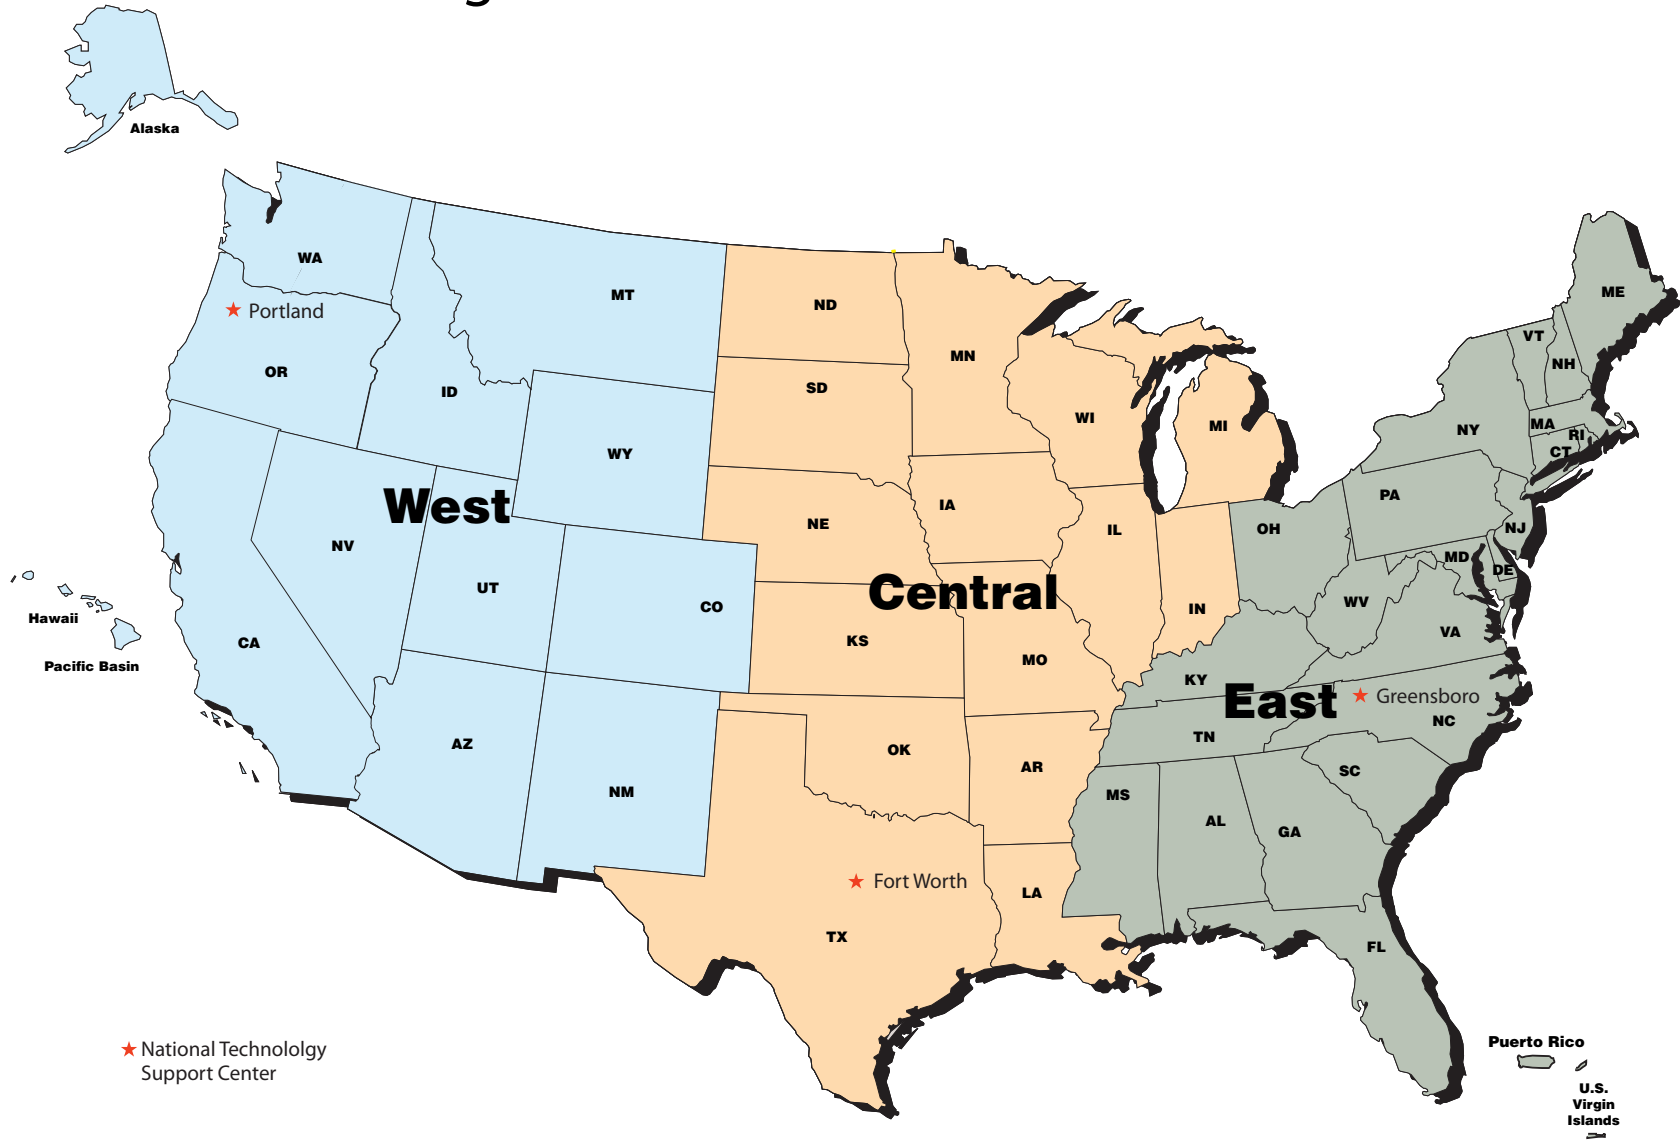 g
Alaska
WA
Portland
MT
ND
ME
MN
VT
NH
OR
ID
SD
WI
MI
NY
MA
RI
CT
WY
West
NE
IA
IL
OH
PA
NJ
NV
MD
DE
UT
Central
CO
IN
WV
Hawaii
CA
KS
MO
VA
Pacific Basin
KY
East
Greensboro
NC
AZ
OK
TN
AR
SC
NM
MS
AL
GA
Fort Worth
LA
TX
FL
National Technololgy
Support Center
Puerto Rico
U.S.
Virgin
Islands